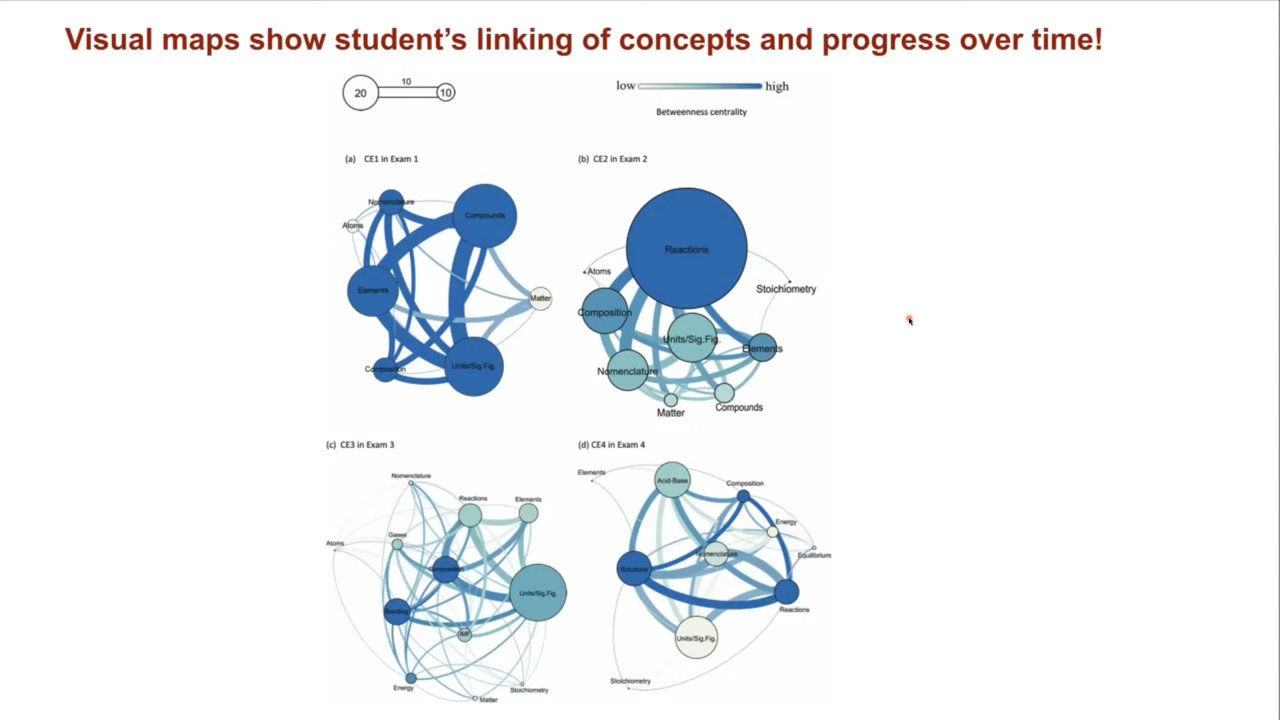 Visual maps show student's linking of concepts and progress over time!
20
10
10
low
high
Betweenness centrality
(a) CE1 in Exam 1
Nomenclature
Compounds
Atoms
Elements
Matter
Composition
Units/Sig.Fig.
(b) CE2 in Exam 2
Reactions
Atoms
Stoichiometry
Composition
Units/Sig.Fig.
Elements
Nomenclature
Compounds
Matter
(c) CE3 in Exam 3
Nomenclature
Reactions
Elements
Gases
Atoms
Composition
Units/Sig.Fig.
Bonding
IMF
Energy
Stoichiometry
Matter
(d) CE4 in Exam 4
Elements
Acid-Base
Composition
Energy
Nomenclature
Equilibrium
Solutions
Reactions
Units/Sig.Fig.
Stoichiometry